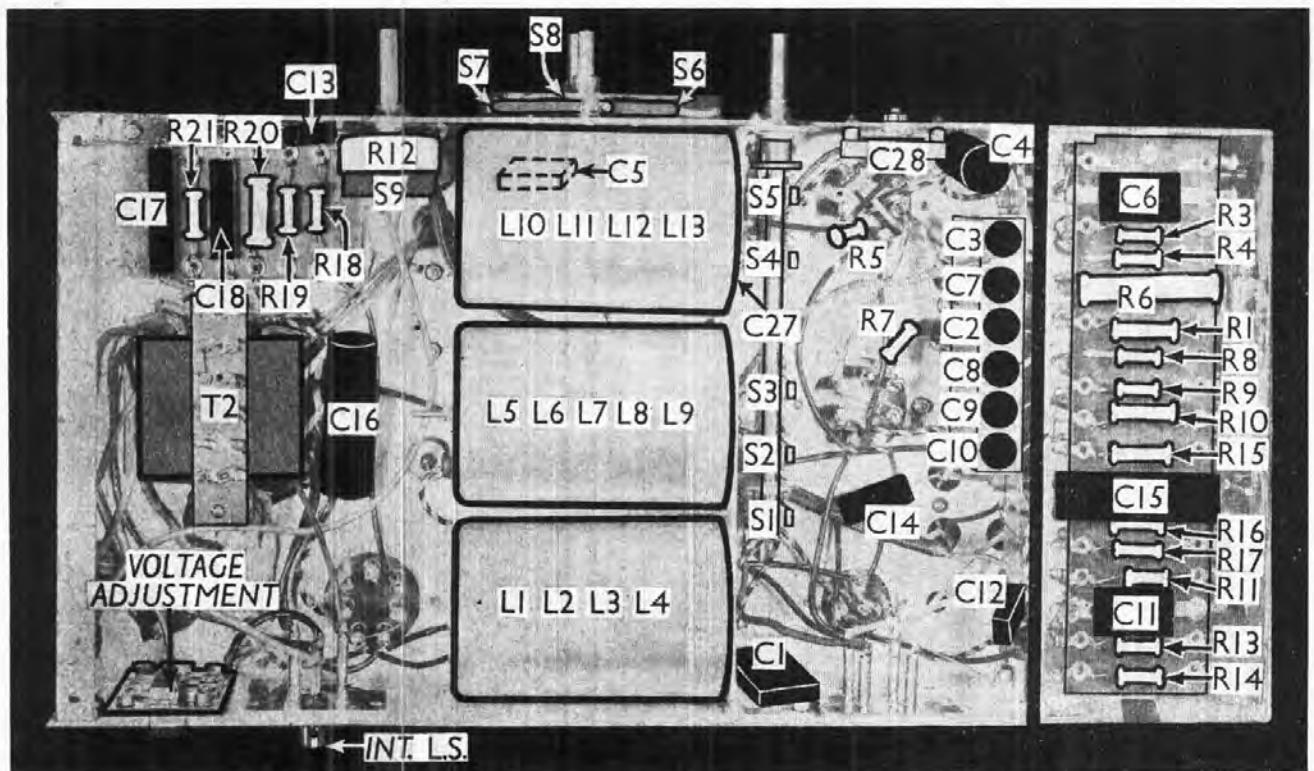 S8
S7
S6
C13
R21
R20
R12
S9
C17
C18
R19
R18
C5
L10 L11 L12 L13
C28
C4
S5
R5
S4
C27
C3
C7
C2
C8
C9
C10
R7
C6
R3
R4
R6
R1
R8
R9
R10
R15
C15
R16
R17
R11
C11
R13
R14
T2
C16
L5 L6 L7 L8 L9
S3
S2
S1
C14
C12
VOLTAGE
ADJUSTMENT
L1 L2 L3 L4
C1
INT. L.S.